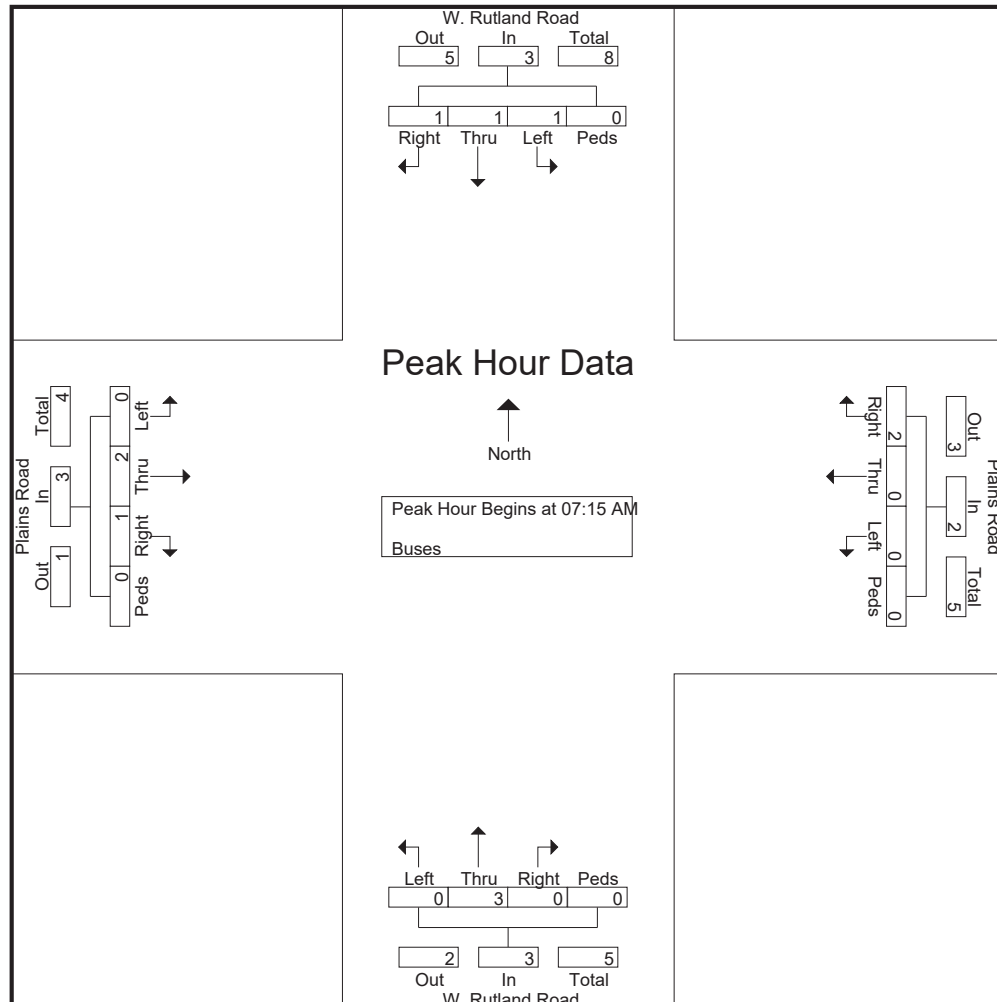 W. Rutland Road
Out In Total
5 3 8
1 1 1 0
Right Thru Left Peds
Peak Hour Data
North
Peak Hour Begins at 07:15 AM
Buses
Plains Road
Out In Total
1 3 4
0 1 2 0
Peds Right Thru Left
Plains Road
Out In Total
3 2 5
2 0 0 0
Right Thru Left Peds
Left Thru Right Peds
0 3 0 0
2 3 5
Out In Total
W. Rutland Road